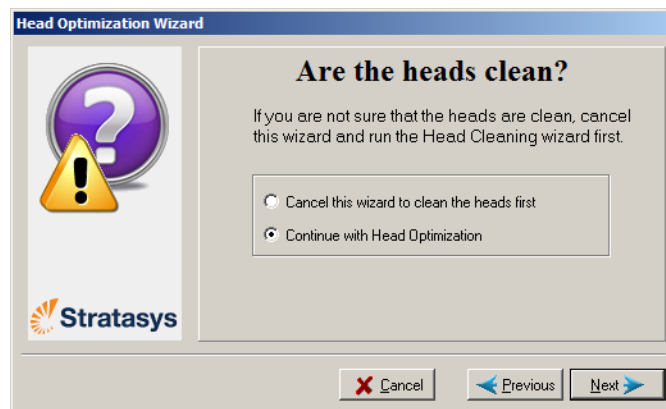 Head Optimization Wizard
Are the heads clean?
If you are not sure that the heads are clean, cancel
this wizard and run the Head Cleaning wizard first.
Cancel this wizard to clean the heads first
Continue with Head Optimization
Stratasys
Cancel
Previous
Next